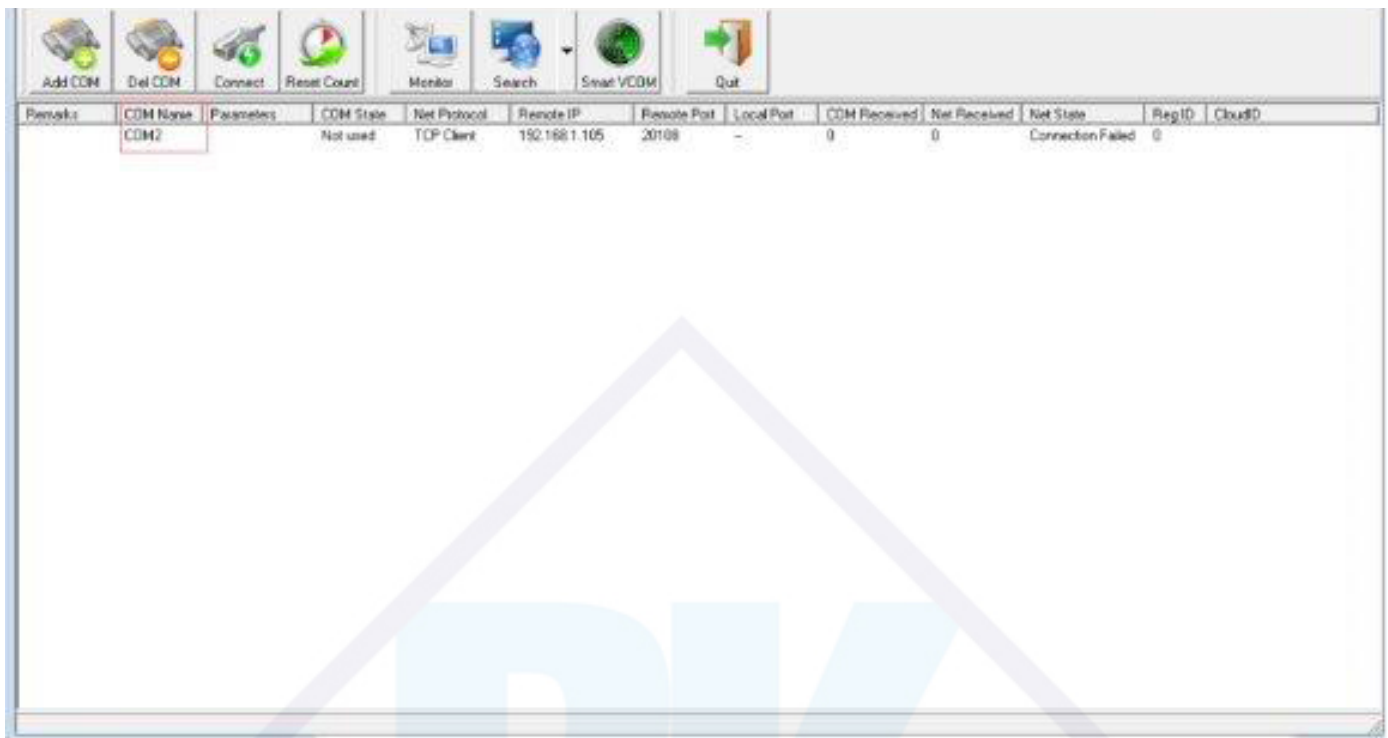 Add COM Del COM Connect Reset Count Monitor Search Smart VCOM Quit
Remarks COM Name Parameters COM State Net Protocol Remote IP Remote Port Local Port COM Received Net Received Net State Reg ID CloudID
COM2 Not used TCP Client 192.168.1.105 20108 -- 0 0 Connection Failed 0